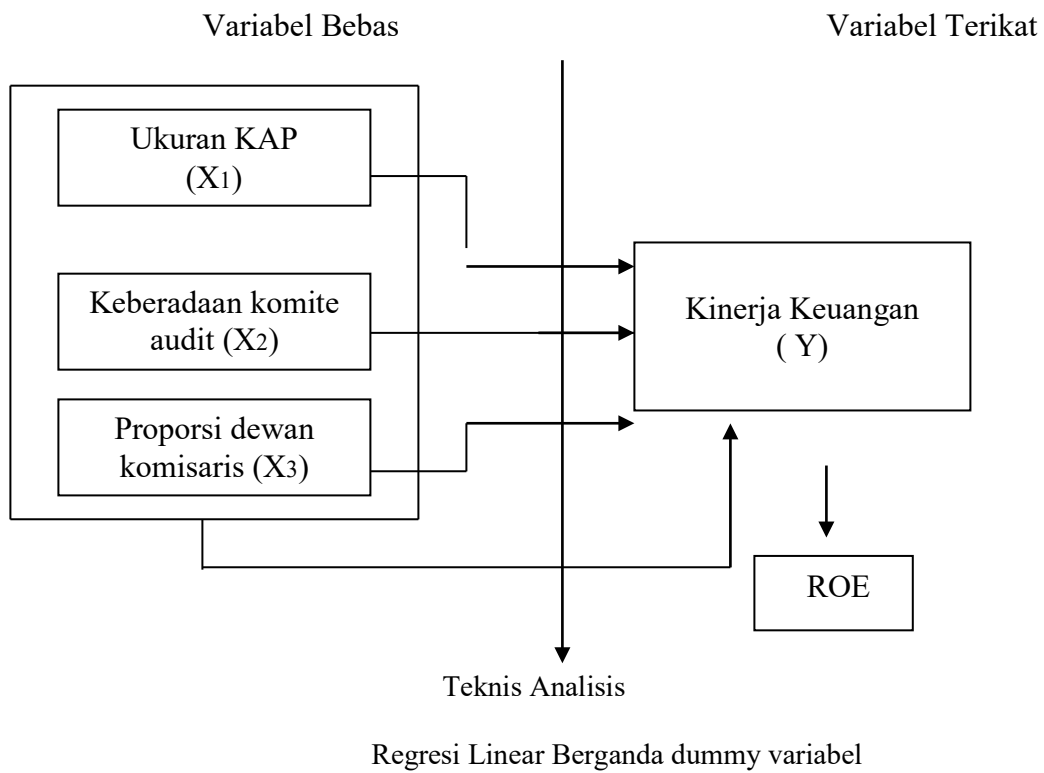 Variabel Bebas
Variabel Terikat
Ukuran KAP
(X1)
Keberadaan komite
audit (X2)
Proporsi dewan
komisaris (X3)
Kinerja Keuangan
( Y)
ROE
Teknis Analisis
Regresi Linear Berganda dummy variabel